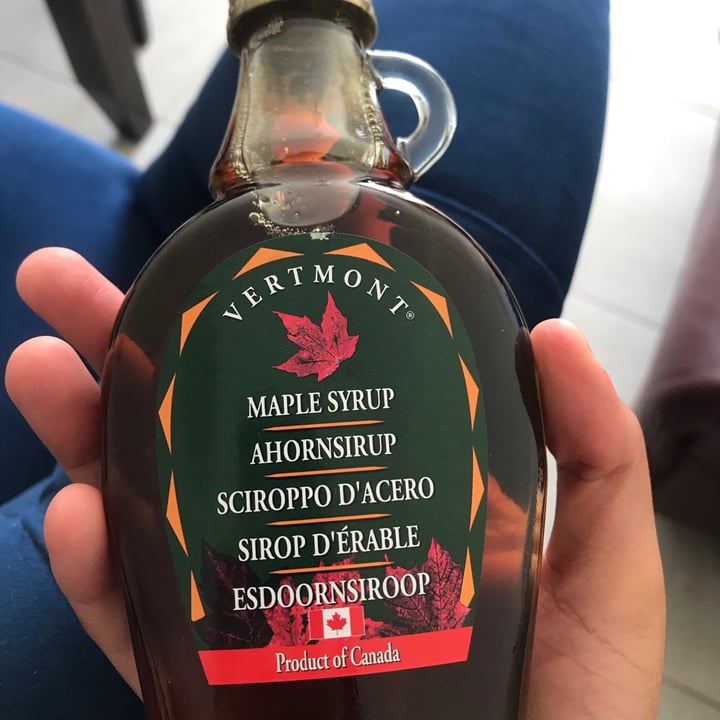 VERTMONT®
MAPLE SYRUP
AHORNSIRUP
SCIROPPO D'ACERO
SIROP D'ÉRABLE
ESDOORNSIROOP
Product of Canada